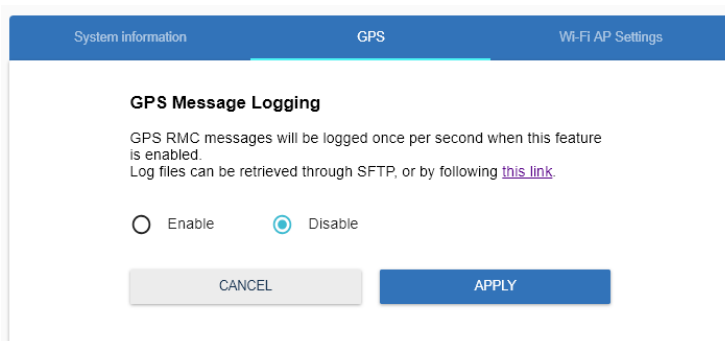 System information
GPS
Wi-Fi AP Settings
GPS Message Logging
GPS RMC messages will be logged once per second when this feature
is enabled.
Log files can be retrieved through SFTP, or by following this link.
Enable
Disable
CANCEL
APPLY